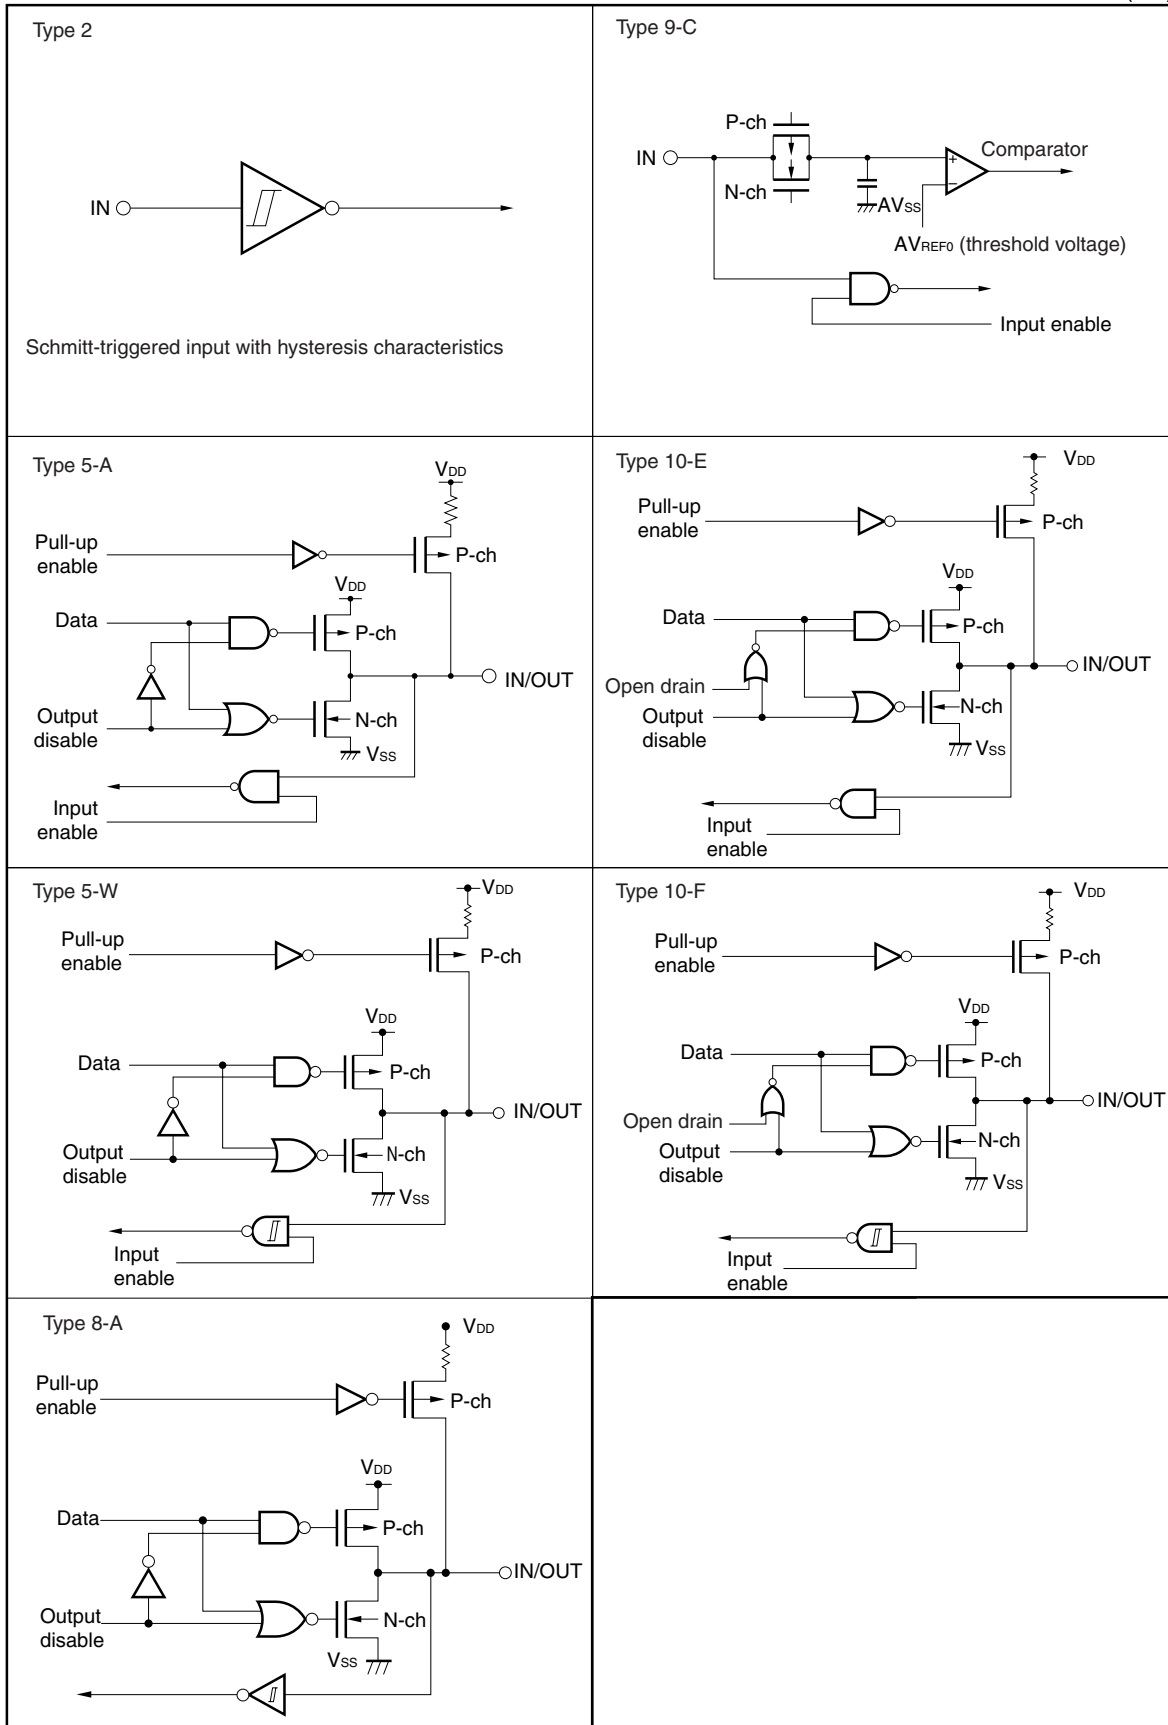 Type 2
IN
Schmitt-triggered input with hysteresis characteristics
Type 9-C
P-ch
IN
N-ch
Comparator
+
−
AVSS
AVREF0 (threshold voltage)
Input enable
Type 5-A
VDD
Pull-up
enable
P-ch
VDD
Data
P-ch
IN/OUT
Output
disable
N-ch
VSS
Input
enable
Type 10-E
VDD
Pull-up
enable
P-ch
VDD
Data
P-ch
IN/OUT
Open drain
Output
disable
N-ch
VSS
Input
enable
Type 5-W
VDD
Pull-up
enable
P-ch
VDD
Data
P-ch
IN/OUT
Output
disable
N-ch
VSS
Input
enable
Type 10-F
VDD
Pull-up
enable
P-ch
VDD
Data
P-ch
IN/OUT
Open drain
Output
disable
N-ch
VSS
Input
enable
Type 8-A
VDD
Pull-up
enable
P-ch
VDD
Data
P-ch
IN/OUT
Output
disable
N-ch
VSS